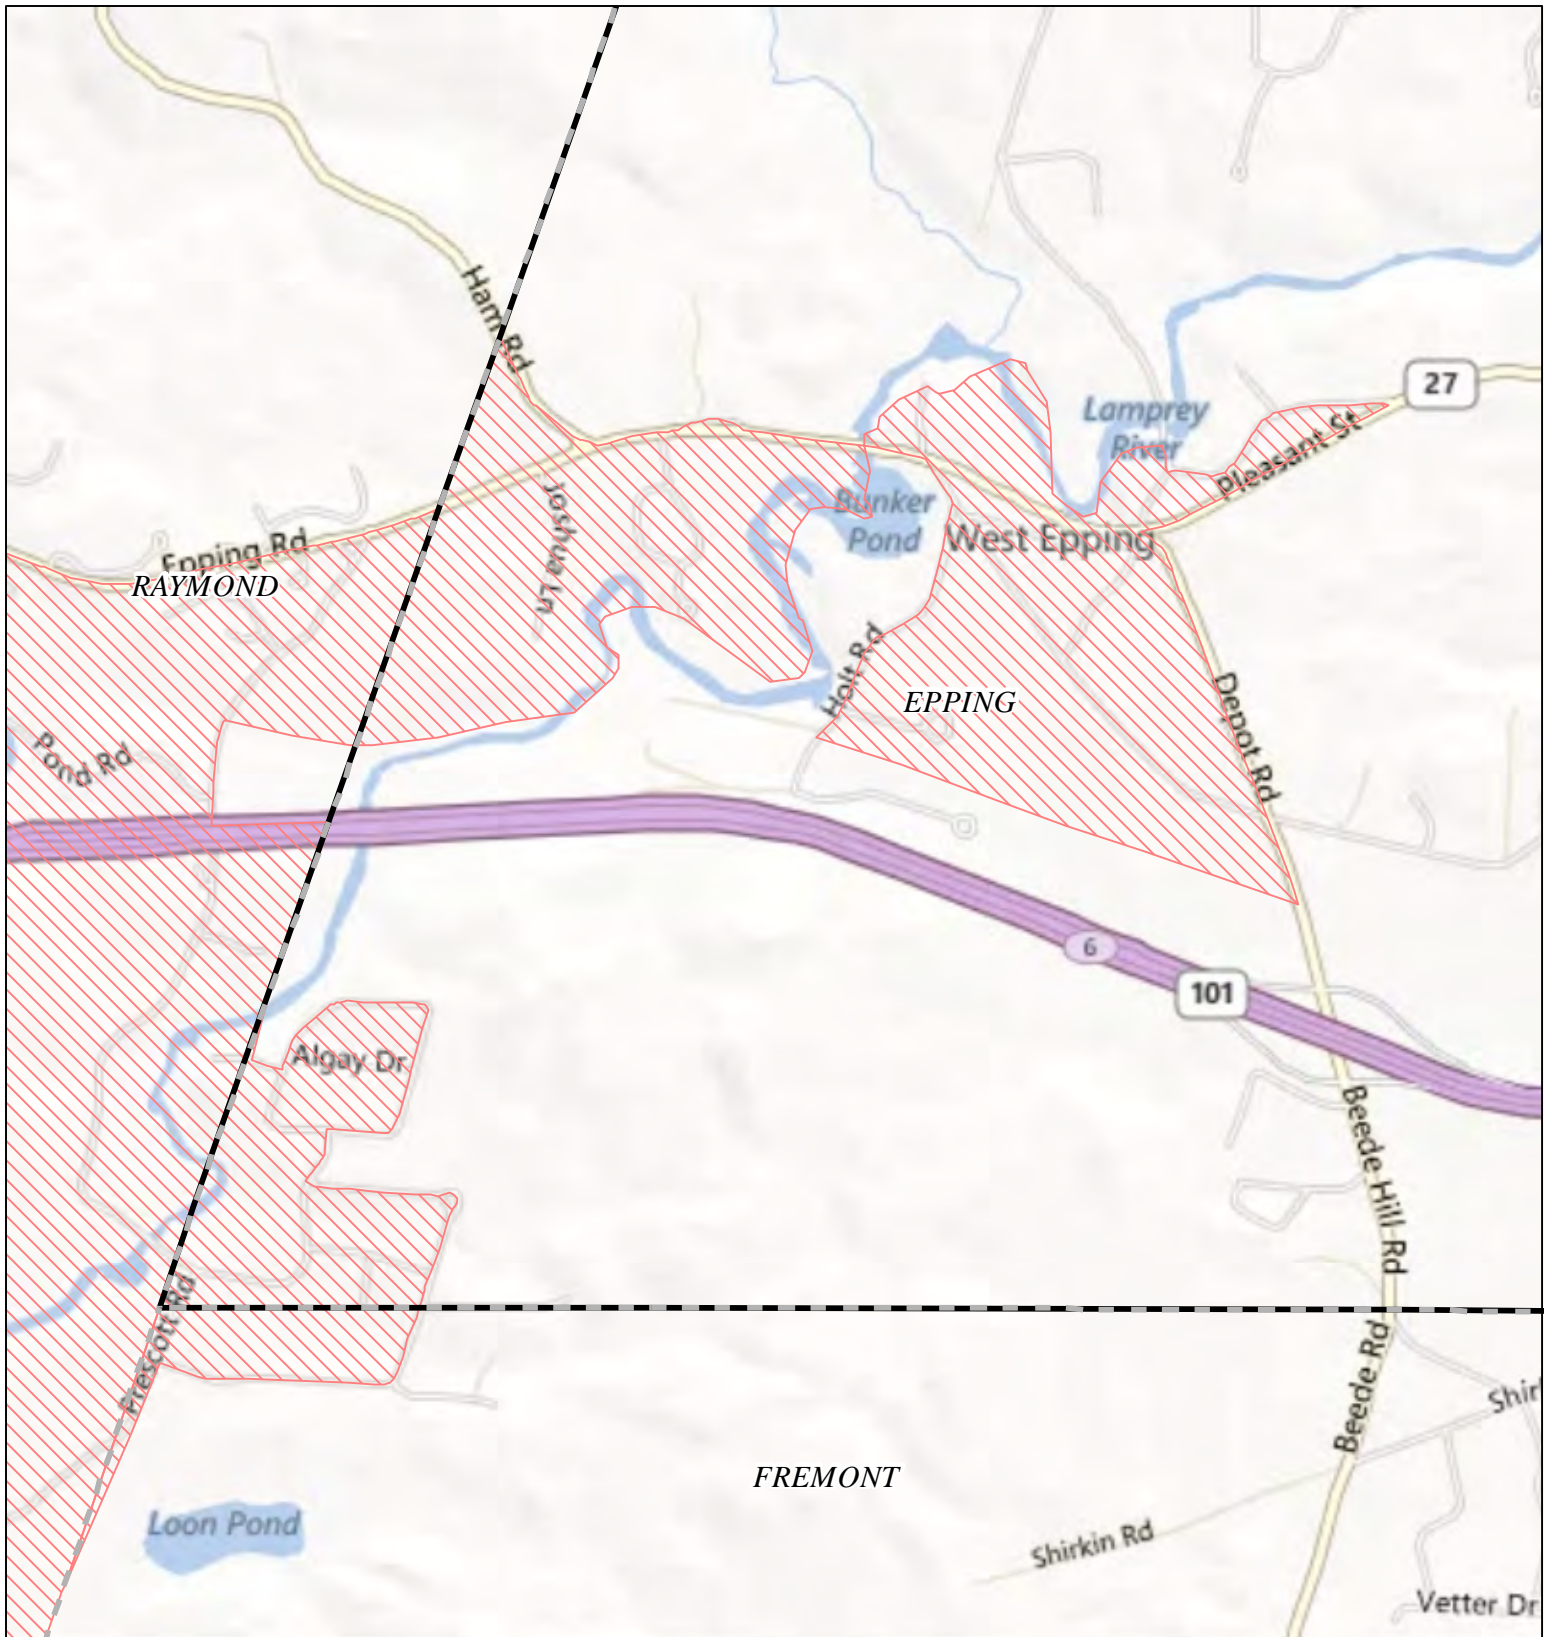 Ham Rd
27
Lamprey
River
Pleasant St
Joshua Ln
Bunker
Pond
West Epping
Epping Rd
RAYMOND
Holt Rd
EPPING
Depot Rd
Pond Rd
6
101
Algay Dr
Beede Hill Rd
Prescott Rd
Beede Rd
Shir
FREMONT
Loon Pond
Shirkin Rd
Vetter Dr